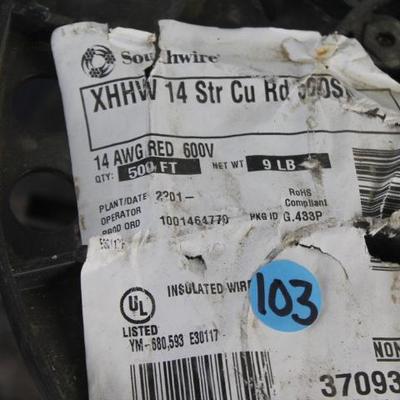 Southwire
XHHW 14 Str Cu Rd 500S
14 AWG RED 600V
QTY: 500 FT NET WT 9 LB
PLANT/DATE 2201-
OPERATOR
PROD ORD 1001464770 PKG ID G.433P
RoHS
Compliant
INSULATED WIRE
103
UL
LISTED
YM-680,593 E30117
NON
37093